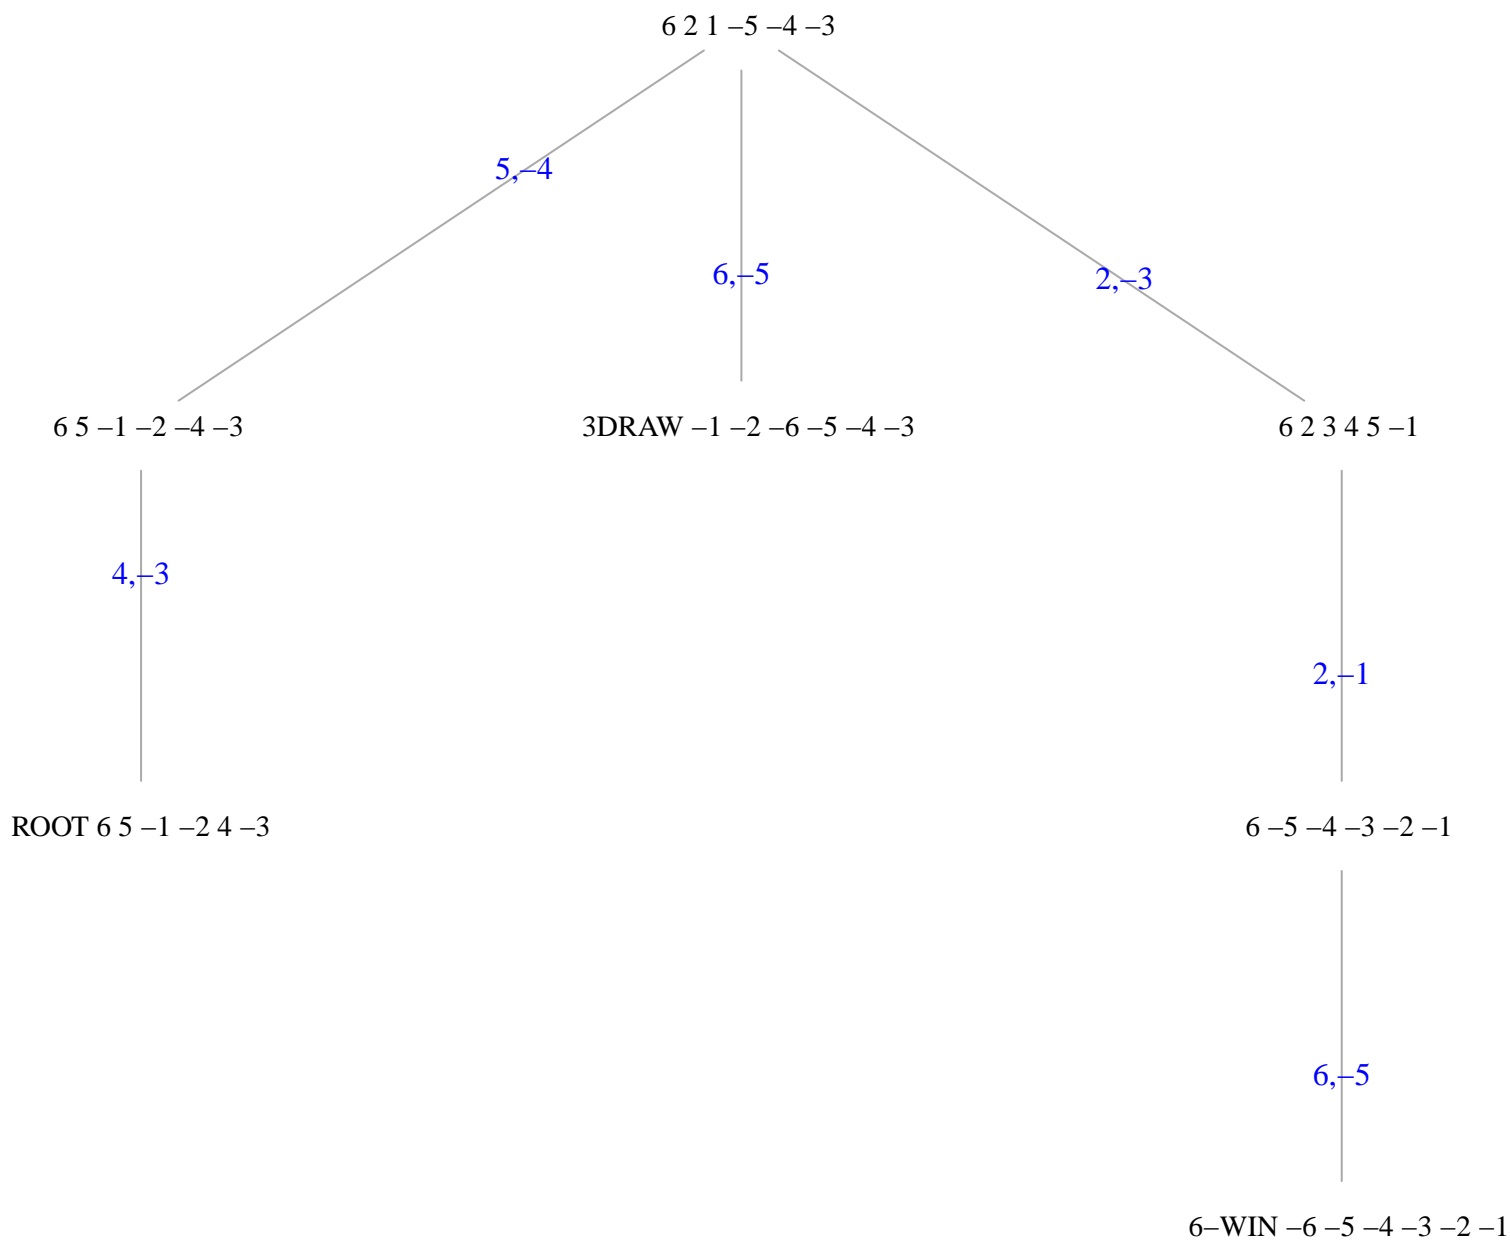 6 2 1 –5 –4 –3
5,–4
6,–5
2,–3
6 5 –1 –2 –4 –3
3DRAW –1 –2 –6 –5 –4 –3
6 2 3 4 5 –1
4,–3
2,–1
ROOT 6 5 –1 –2 4 –3
6 –5 –4 –3 –2 –1
6,–5
6–WIN –6 –5 –4 –3 –2 –1